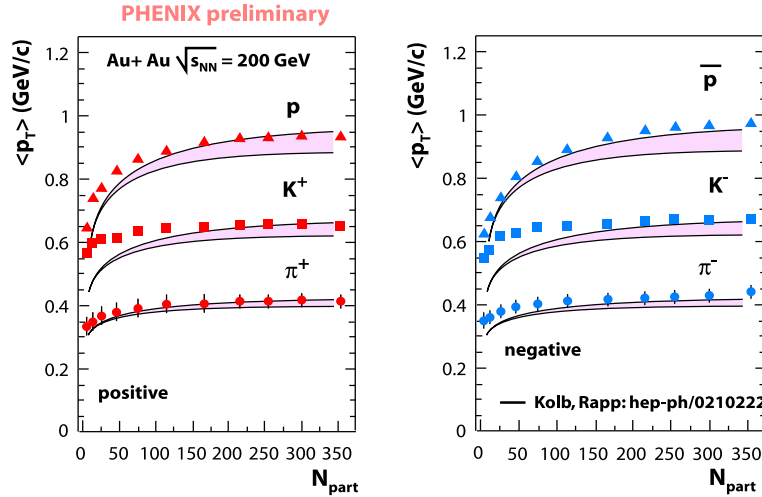 PHENIX preliminary
<p_T> (GeV/c)
1.2
1
0.8
0.6
0.4
0.2
0
Au+ Au √s_NN = 200 GeV
p
K⁺
π⁺
positive
0 50 100 150 200 250 300 350
N_part
<p_T> (GeV/c)
1.2
1
0.8
0.6
0.4
0.2
0
p̅
K⁻
π⁻
negative
Kolb, Rapp: hep-ph/0210222
0 50 100 150 200 250 300 350
N_part